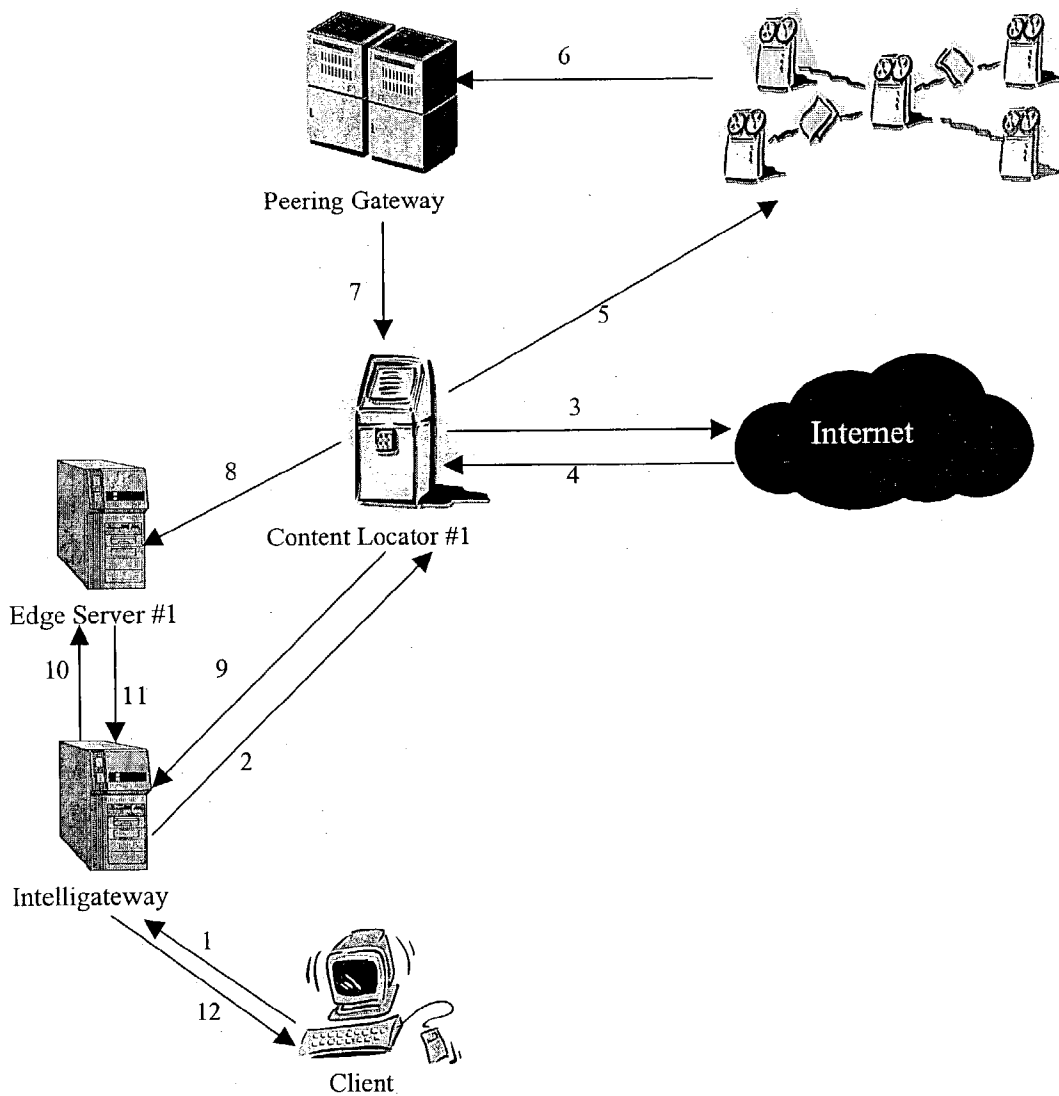 6
Peering Gateway
7
5
3
Internet
4
8
Content Locator #1
Edge Server #1
10
11
9
2
Intelligateway
1
12
Client